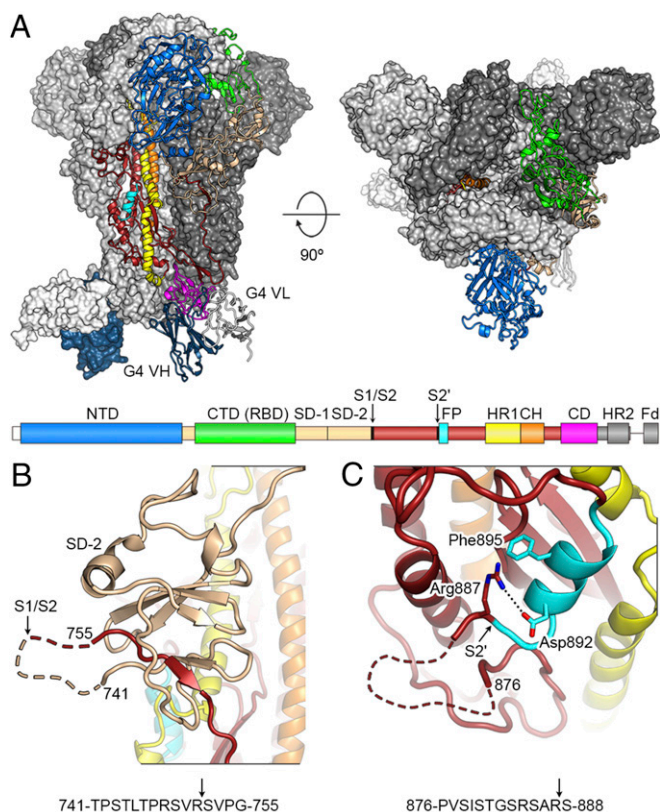 A
90º
G4 VL
G4 VH
S1/S2 S2'
NTD CTD (RBD) SD-1 SD-2 FP HR1 CH CD HR2 Fd
B
SD-2
S1/S2
755
741
741-TPSTLTPRSVRSVPG-755
C
Phe895
Arg887
Asp892
S2'
876
876-PVSISTGSRSARS-888